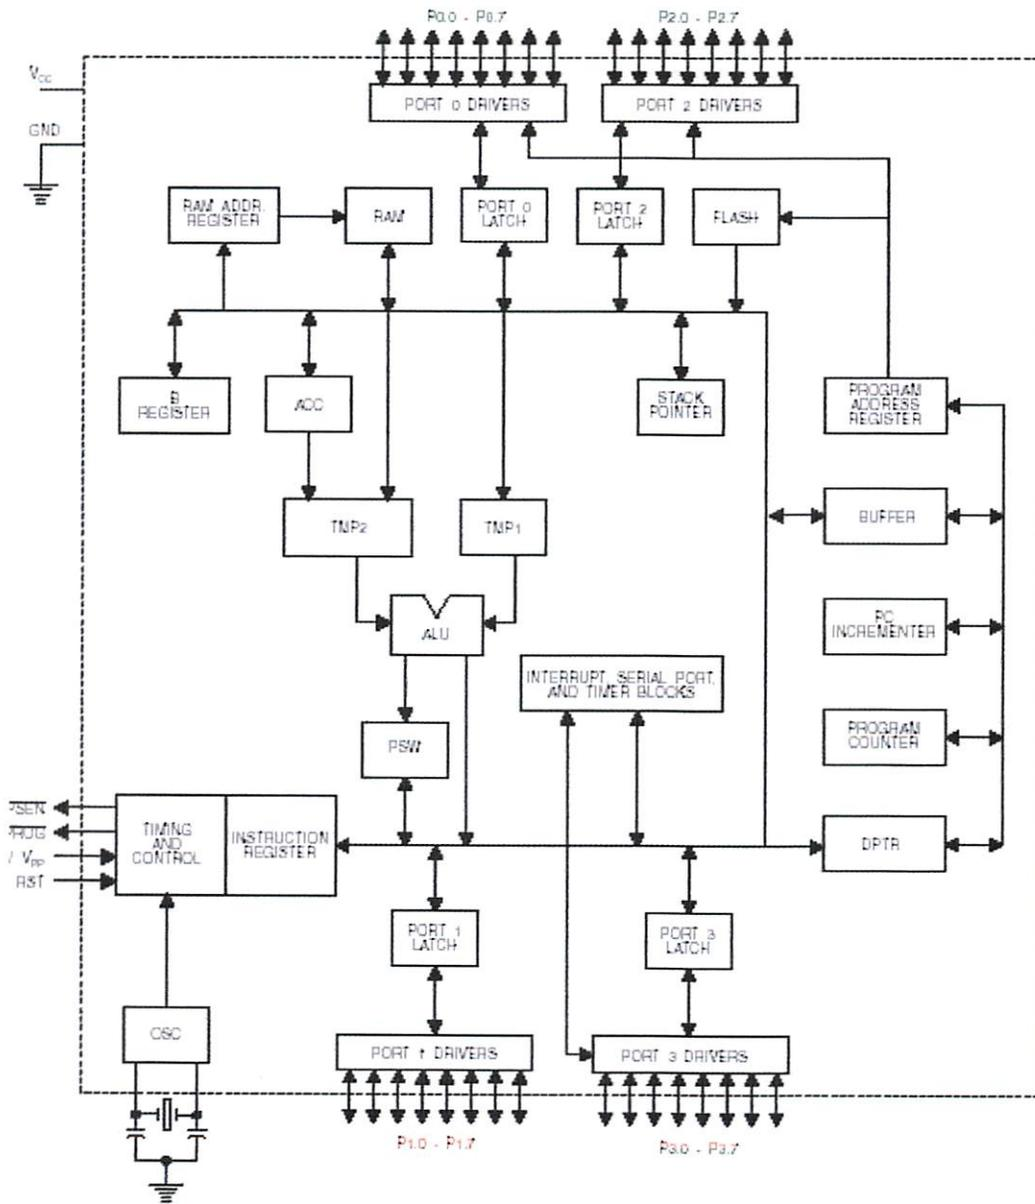 P0.0 - P0.7
P2.0 - P2.7
VCC
GND
PORT 0 DRIVERS
PORT 2 DRIVERS
RAM ADDR.
REGISTER
RAM
PORT 0
LATCH
PORT 2
LATCH
FLASH
B
REGISTER
ACC
STACK
POINTER
PROGRAM
ADDRESS
REGISTER
TMP2
TMP1
BUFFER
ALU
PC
INCREMENTER
INTERRUPT, SERIAL PORT,
AND TIMER BLOCKS
PSW
PROGRAM
COUNTER
PSEN
PROG
/ VPP
RST
TIMING
AND
CONTROL
INSTRUCTION
REGISTER
DPTR
PORT 1
LATCH
PORT 3
LATCH
OSC
PORT 1 DRIVERS
PORT 3 DRIVERS
P1.0 - P1.7
P3.0 - P3.7